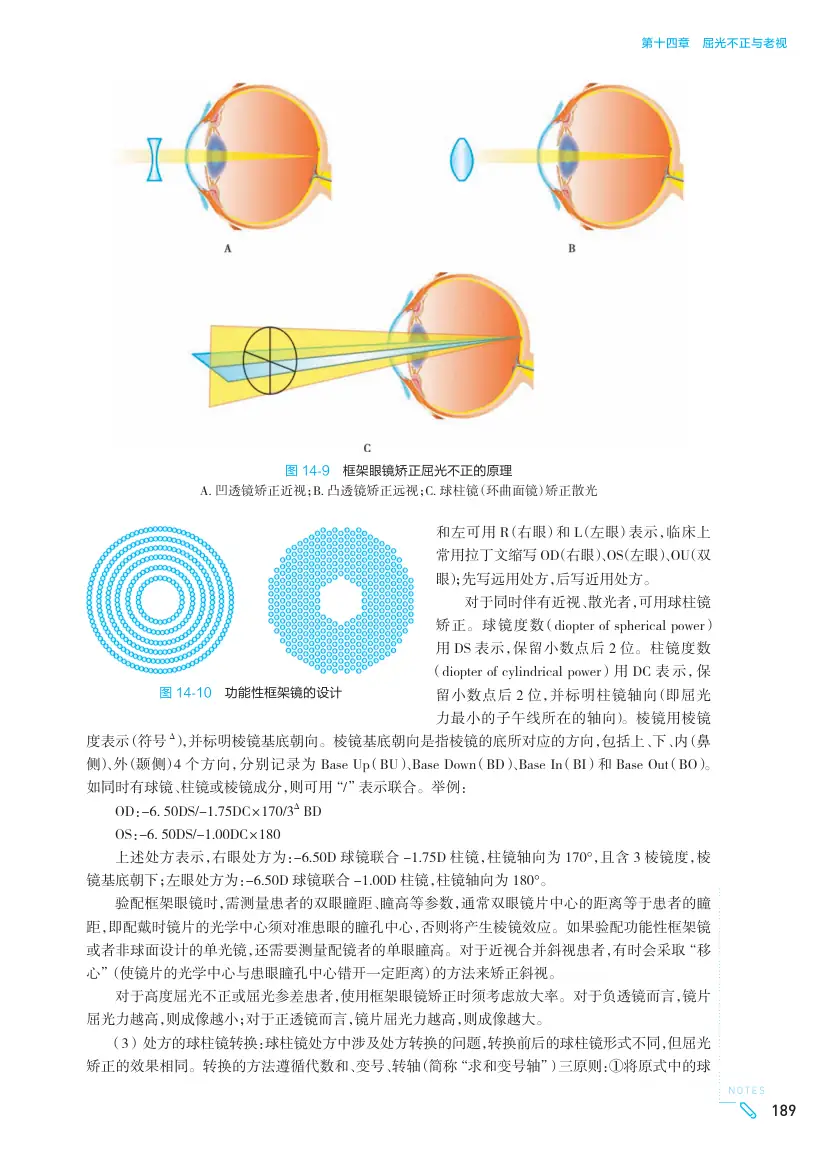 第十四章 屈光不正与老视
A
B
C
图 14-9 框架眼镜矫正屈光不正的原理
A. 凹透镜矫正近视;B. 凸透镜矫正远视;C. 球柱镜(环曲面镜)矫正散光
图 14-10 功能性框架镜的设计
和左可用 R(右眼)和 L(左眼)表示,临床上
常用拉丁文缩写 OD(右眼)、OS(左眼)、OU(双
眼);先写远用处方,后写近用处方。
对于同时伴有近视、散光者,可用球柱镜
矫正。球镜度数(diopter of spherical power)
用 DS 表示,保留小数点后 2 位。柱镜度数
(diopter of cylindrical power)用 DC 表示,保
留小数点后 2 位,并标明柱镜轴向(即屈光
力最小的子午线所在的轴向)。棱镜用棱镜
度表示(符号 Δ),并标明棱镜基底朝向。棱镜基底朝向是指棱镜的底所对应的方向,包括上、下、内(鼻
侧)、外(颞侧)4 个方向,分别记录为 Base Up(BU)、Base Down(BD)、Base In(BI)和 Base Out(BO)。
如同时有球镜、柱镜或棱镜成分,则可用 “/” 表示联合。举例:
OD:–6. 50DS/–1.75DC×170/3Δ BD
OS:–6. 50DS/–1.00DC×180
上述处方表示,右眼处方为:–6.50D 球镜联合 –1.75D 柱镜,柱镜轴向为 170°,且含 3 棱镜度,棱
镜基底朝下;左眼处方为:–6.50D 球镜联合 –1.00D 柱镜,柱镜轴向为 180°。
验配框架眼镜时,需测量患者的双眼瞳距、瞳高等参数,通常双眼镜片中心的距离等于患者的瞳
距,即配戴时镜片的光学中心须对准患眼的瞳孔中心,否则将产生棱镜效应。如果验配功能性框架镜
或者非球面设计的单光镜,还需要测量配镜者的单眼瞳高。对于近视合并斜视患者,有时会采取 “移
心”(使镜片的光学中心与患眼瞳孔中心错开一定距离)的方法来矫正斜视。
对于高度屈光不正或屈光参差患者,使用框架眼镜矫正时须考虑放大率。对于负透镜而言,镜片
屈光力越高,则成像越小;对于正透镜而言,镜片屈光力越高,则成像越大。
(3)处方的球柱镜转换:球柱镜处方中涉及处方转换的问题,转换前后的球柱镜形式不同,但屈光
矫正的效果相同。转换的方法遵循代数和、变号、转轴(简称 “求和变号轴”)三原则:①将原式中的球
NOTES
189